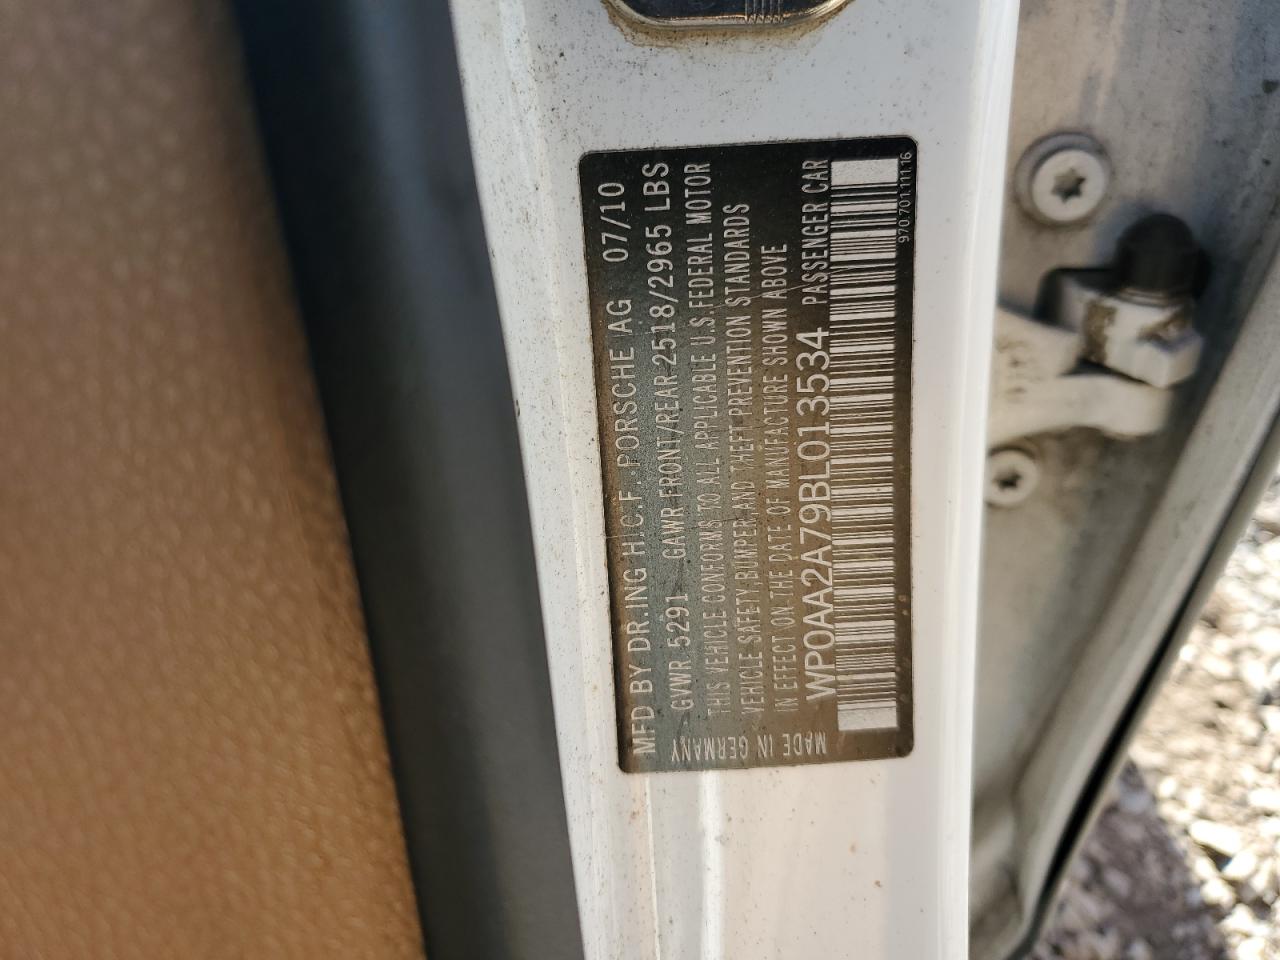 MFD BY DR.ING H.C.F. PORSCHE AG 07/10
GVWR 5291 GAWR FRONT/REAR 2518/2965 LBS
THIS VEHICLE CONFORMS TO ALL APPLICABLE U.S.FEDERAL MOTOR
VEHICLE SAFETY,BUMPER AND THEFT PREVENTION STANDARDS
IN EFFECT ON THE DATE OF MANUFACTURE SHOWN ABOVE
WP0AA2A79BL013534 PASSENGER CAR
MADE IN GERMANY
970.701.111.16